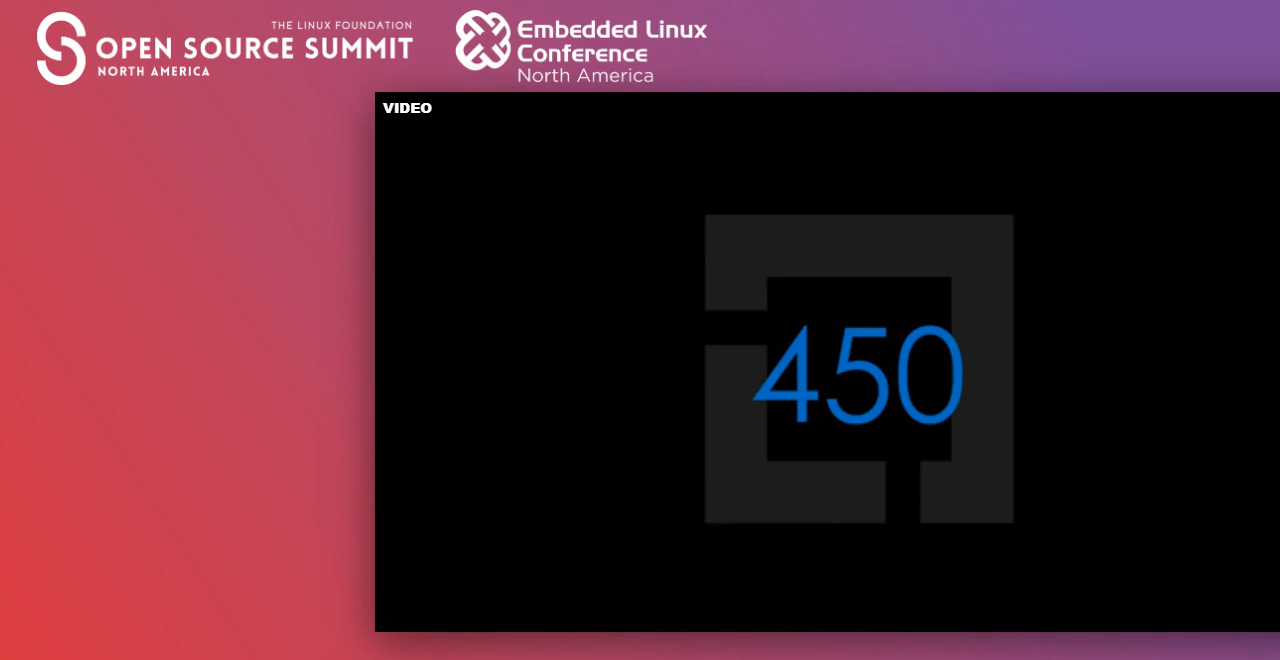 THE LINUX FOUNDATION
OPEN SOURCE SUMMIT
NORTH AMERICA
Embedded Linux
Conference
North America
VIDEO
450